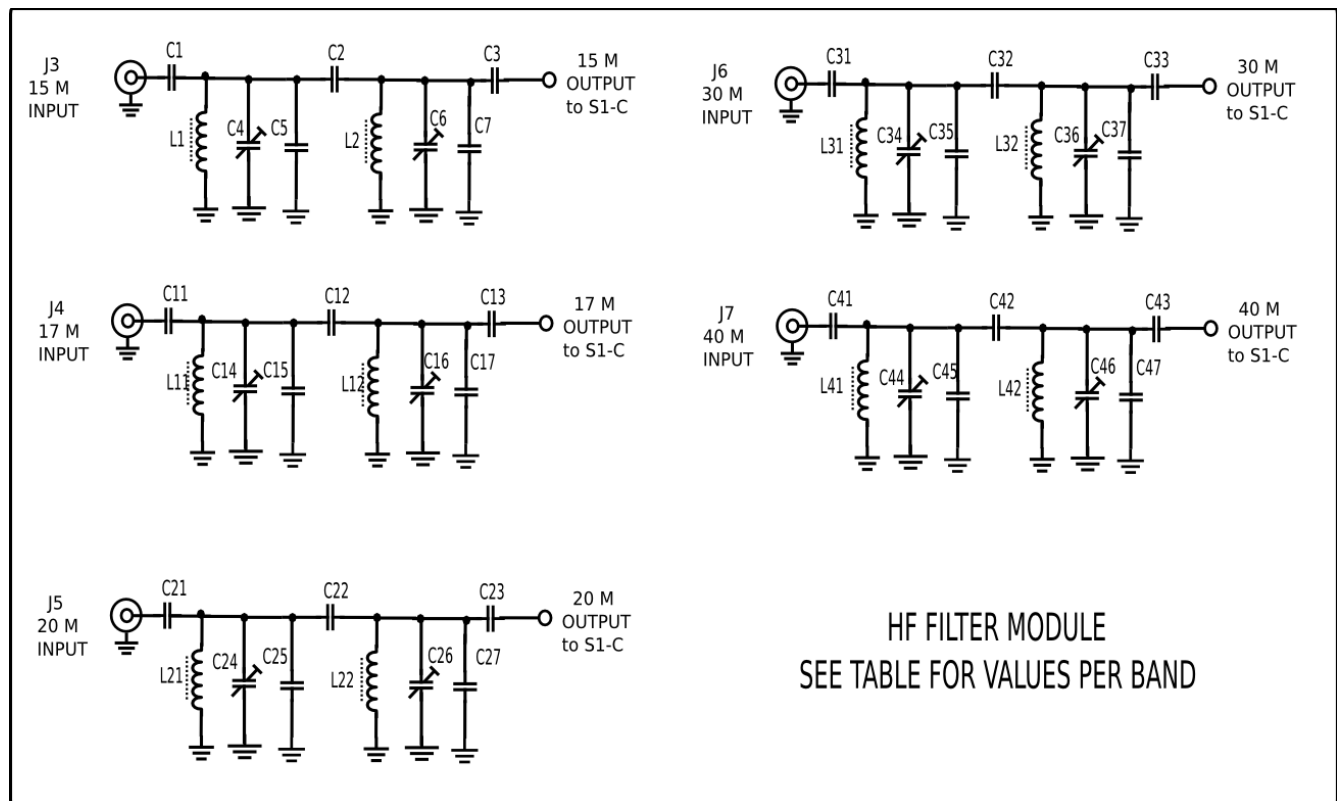 J3
15 M
INPUT
C1
C2
C3
L1
C4
C5
L2
C6
C7
15 M
OUTPUT
to S1-C
J6
30 M
INPUT
C31
C32
C33
L31
C34
C35
L32
C36
C37
30 M
OUTPUT
to S1-C
J4
17 M
INPUT
C11
C12
C13
L11
C14
C15
L12
C16
C17
17 M
OUTPUT
to S1-C
J7
40 M
INPUT
C41
C42
C43
L41
C44
C45
L42
C46
C47
40 M
OUTPUT
to S1-C
J5
20 M
INPUT
C21
C22
C23
L21
C24
C25
L22
C26
C27
20 M
OUTPUT
to S1-C
HF FILTER MODULE
SEE TABLE FOR VALUES PER BAND